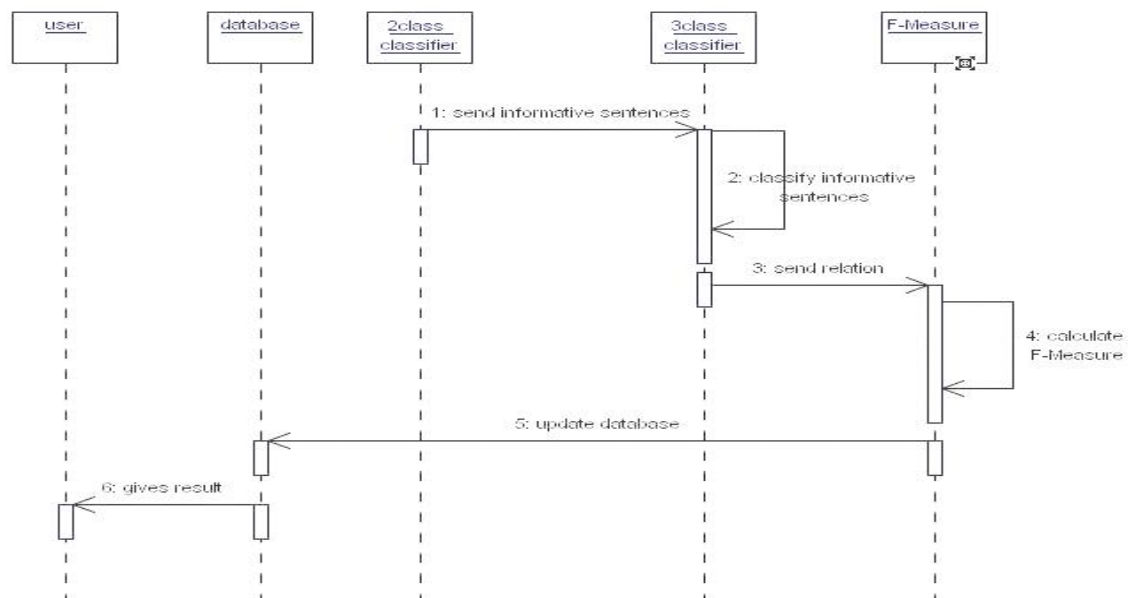 user
database
2class
classifier
3class
classifier
F-Measure
1: send informative sentences
2: classify informative
sentences
3: send relation
4: calculate
F-Measure
5: update database
6: gives result